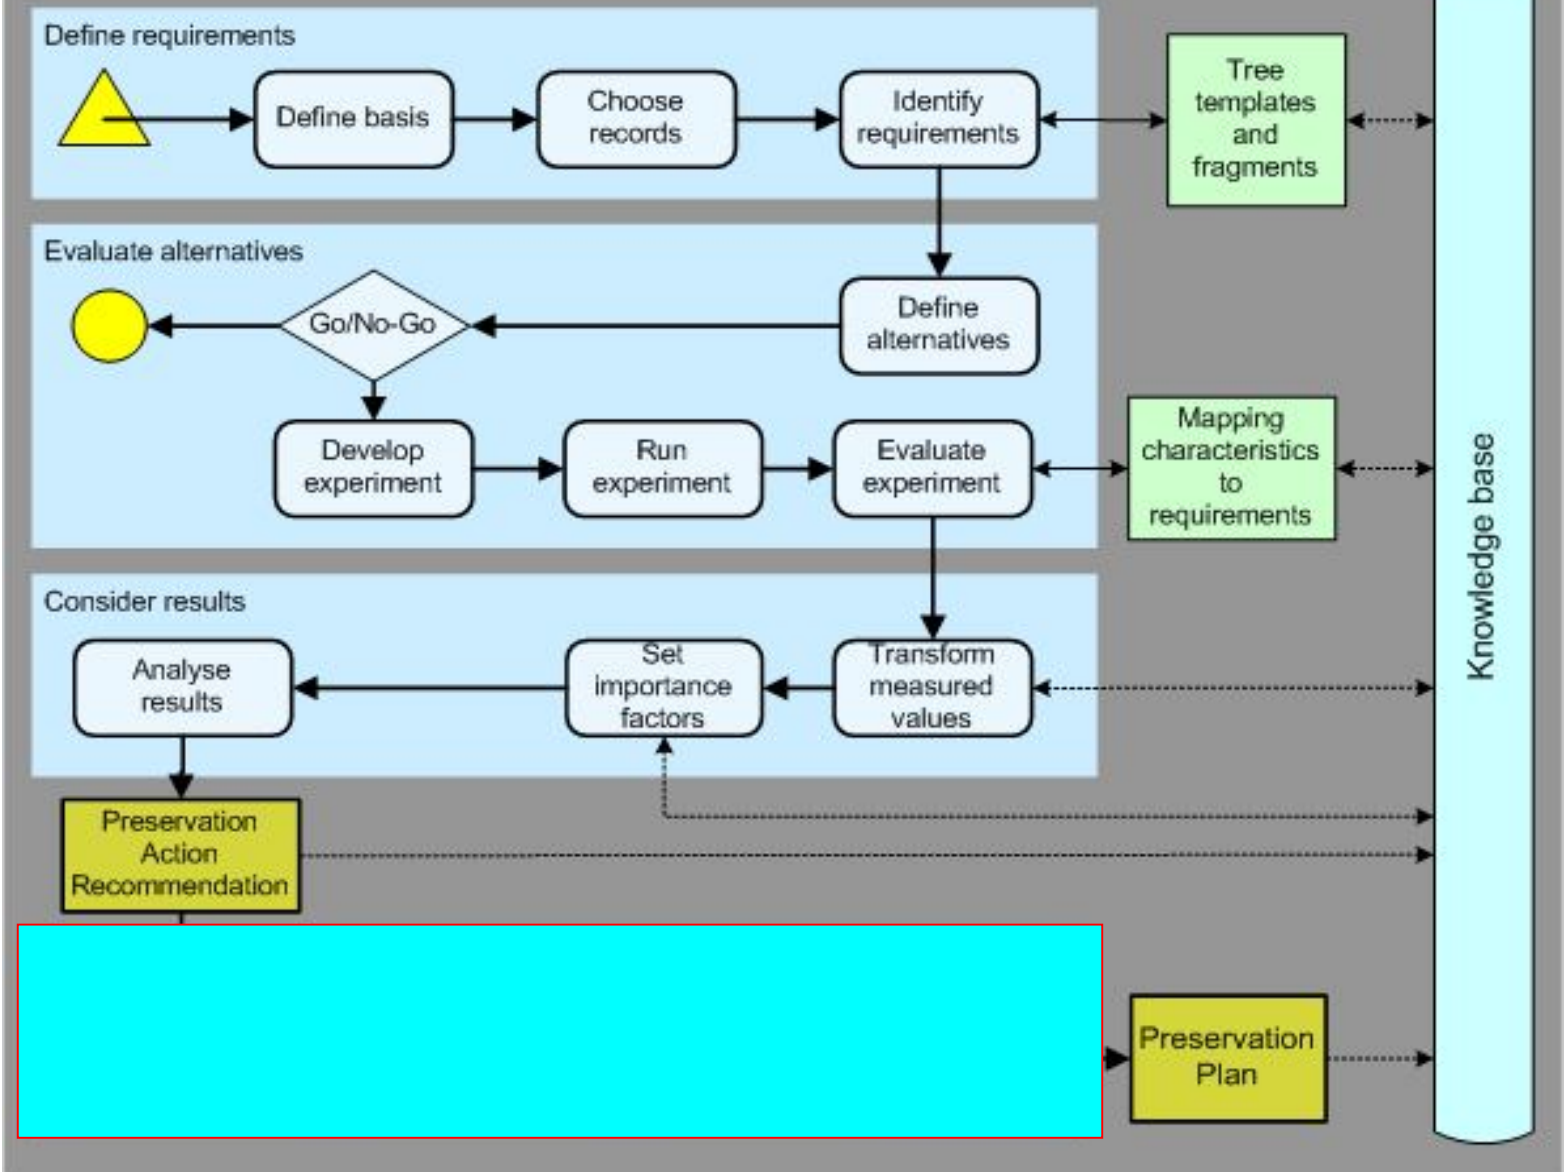 Define requirements
Define basis
Choose
records
Identify
requirements
Tree
templates
and
fragments
Evaluate alternatives
Go/No-Go
Define
alternatives
Develop
experiment
Run
experiment
Evaluate
experiment
Mapping
characteristics
to
requirements
Knowledge base
Consider results
Analyse
results
Set
importance
factors
Transform
measured
values
Preservation
Action
Recommendation
Preservation
Plan